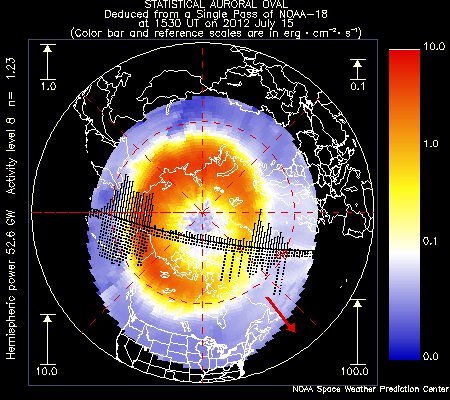 STATISTICAL AURORAL OVAL
Deduced from a Single Pass of NOAA-18
at 1530 UT on 2012 July 15
(Color bar and reference scales are in erg · cm⁻² · s⁻¹)
1.0
0.1
10.0
100.0
Hemispheric power 52.6 GW Activity level 8 n= 1.23
10.0
1.0
0.1
0.0
NOAA Space Weather Prediction Center